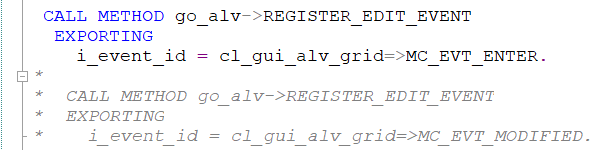 CALL METHOD go_alv->REGISTER_EDIT_EVENT
EXPORTING
i_event_id = cl_gui_alv_grid=>MC_EVT_ENTER.
*
* CALL METHOD go_alv->REGISTER_EDIT_EVENT
* EXPORTING
* i_event_id = cl_gui_alv_grid=>MC_EVT_MODIFIED.